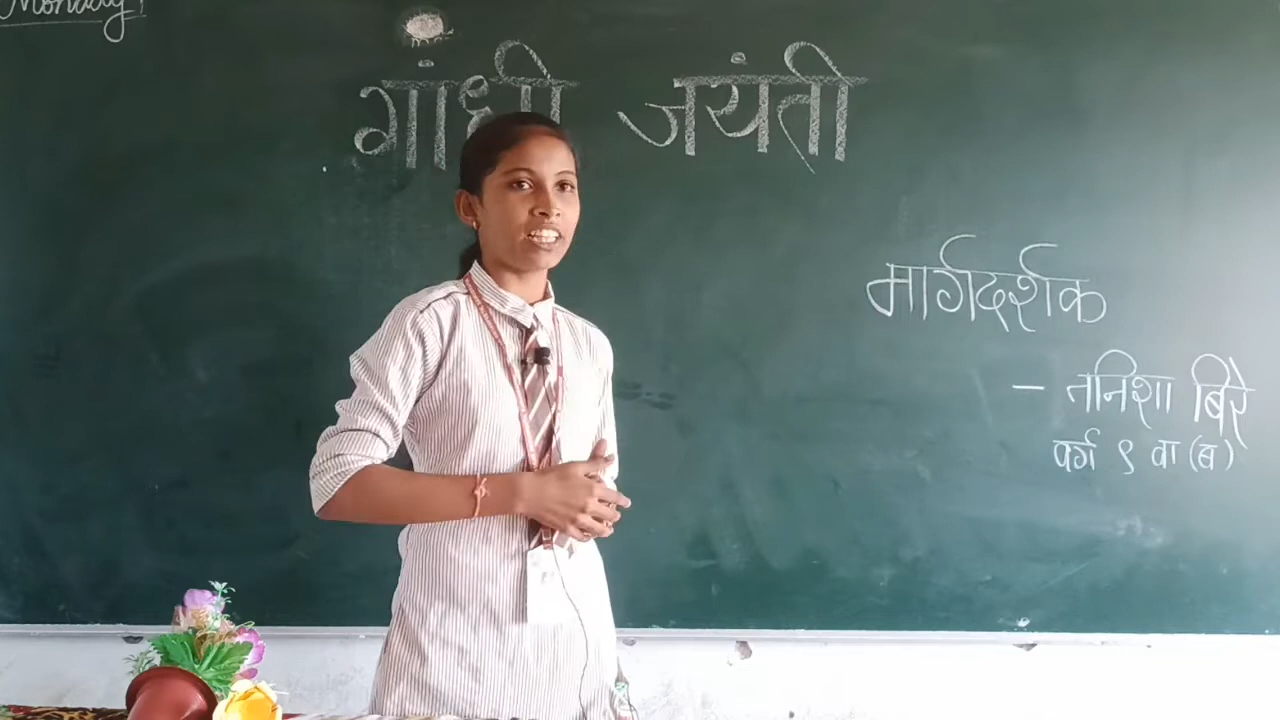 Monday,
गांधी जयंती
मार्गदर्शक
- तनिशा बिरे
वर्ग ९ वा (ब)